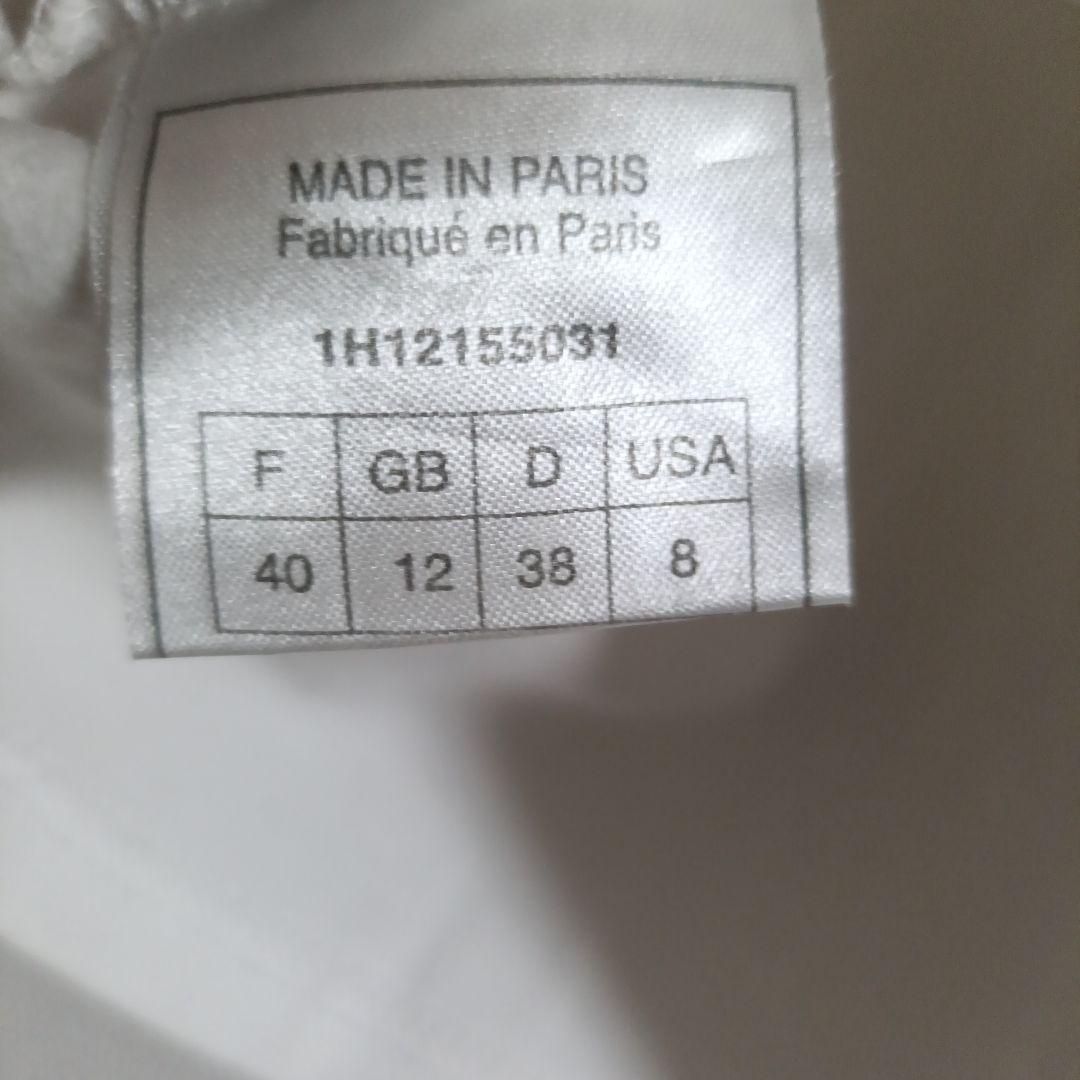 MADE IN PARIS
Fabriqué en Paris
1H12155031
F GB D USA
40 12 38 8